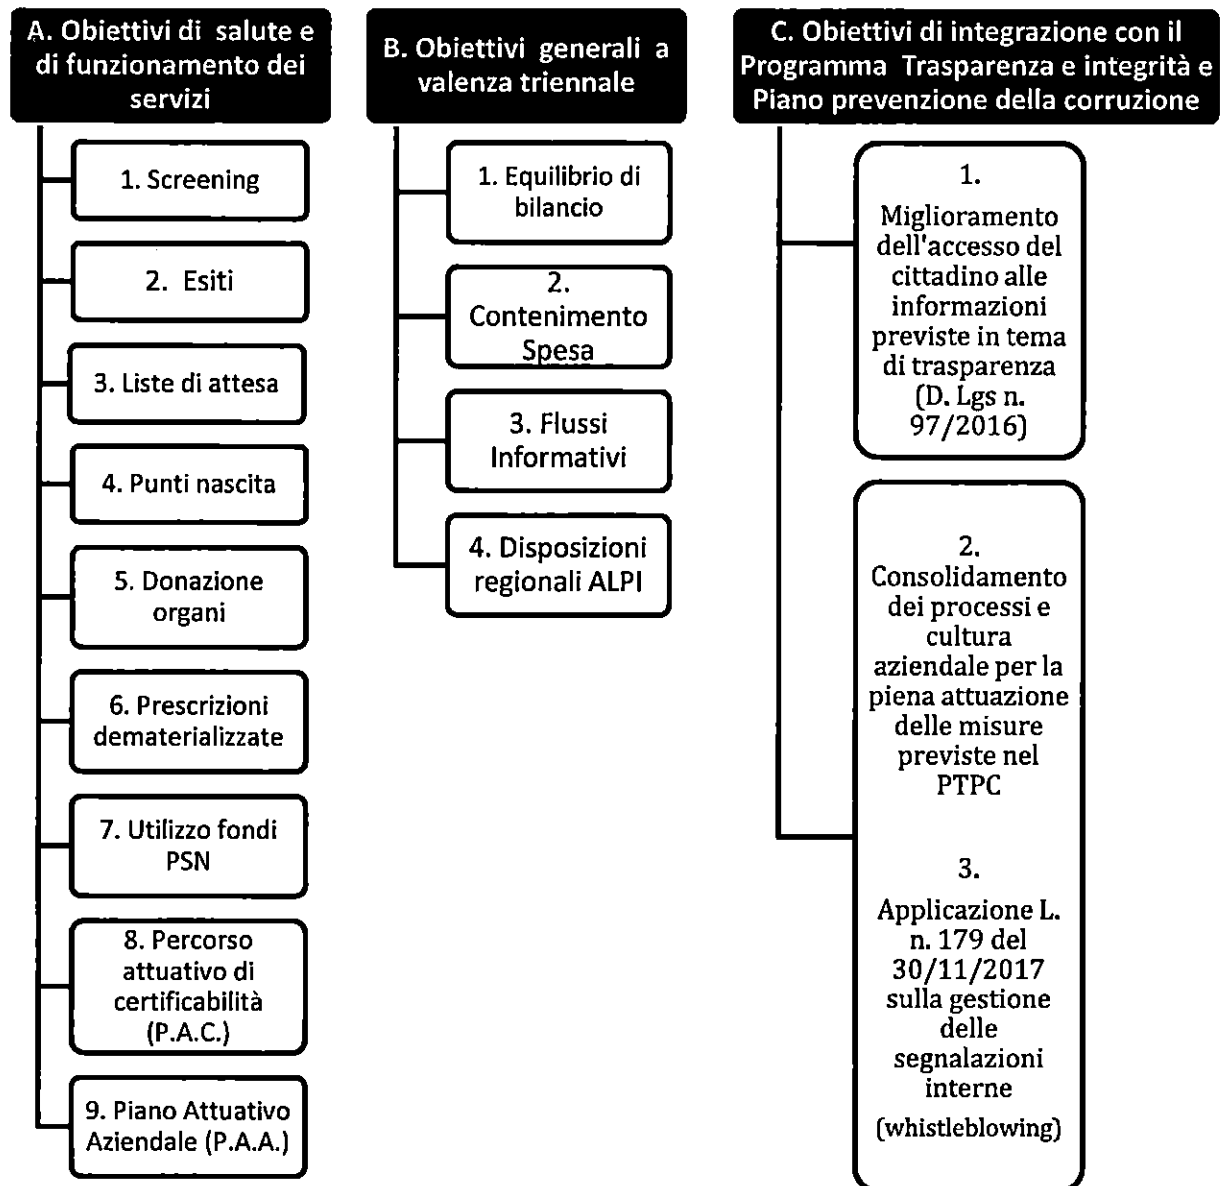 A. Obiettivi di salute e
di funzionamento dei
servizi
1. Screening
2. Esiti
3. Liste di attesa
4. Punti nascita
5. Donazione
organi
6. Prescrizioni
dematerializzate
7. Utilizzo fondi
PSN
8. Percorso
attuativo di
certificabilità
(P.A.C.)
9. Piano Attuativo
Aziendale (P.A.A.)
B. Obiettivi generali a
valenza triennale
1. Equilibrio di
bilancio
2.
Contenimento
Spesa
3. Flussi
Informativi
4. Disposizioni
regionali ALPI
C. Obiettivi di integrazione con il
Programma Trasparenza e integrità e
Piano prevenzione della corruzione
1.
Miglioramento
dell'accesso del
cittadino alle
informazioni
previste in tema
di trasparenza
(D. Lgs n.
97/2016)
2.
Consolidamento
dei processi e
cultura
aziendale per la
piena attuazione
delle misure
previste nel
PTPC
3.
Applicazione L.
n. 179 del
30/11/2017
sulla gestione
delle
segnalazioni
interne
(whistleblowing)